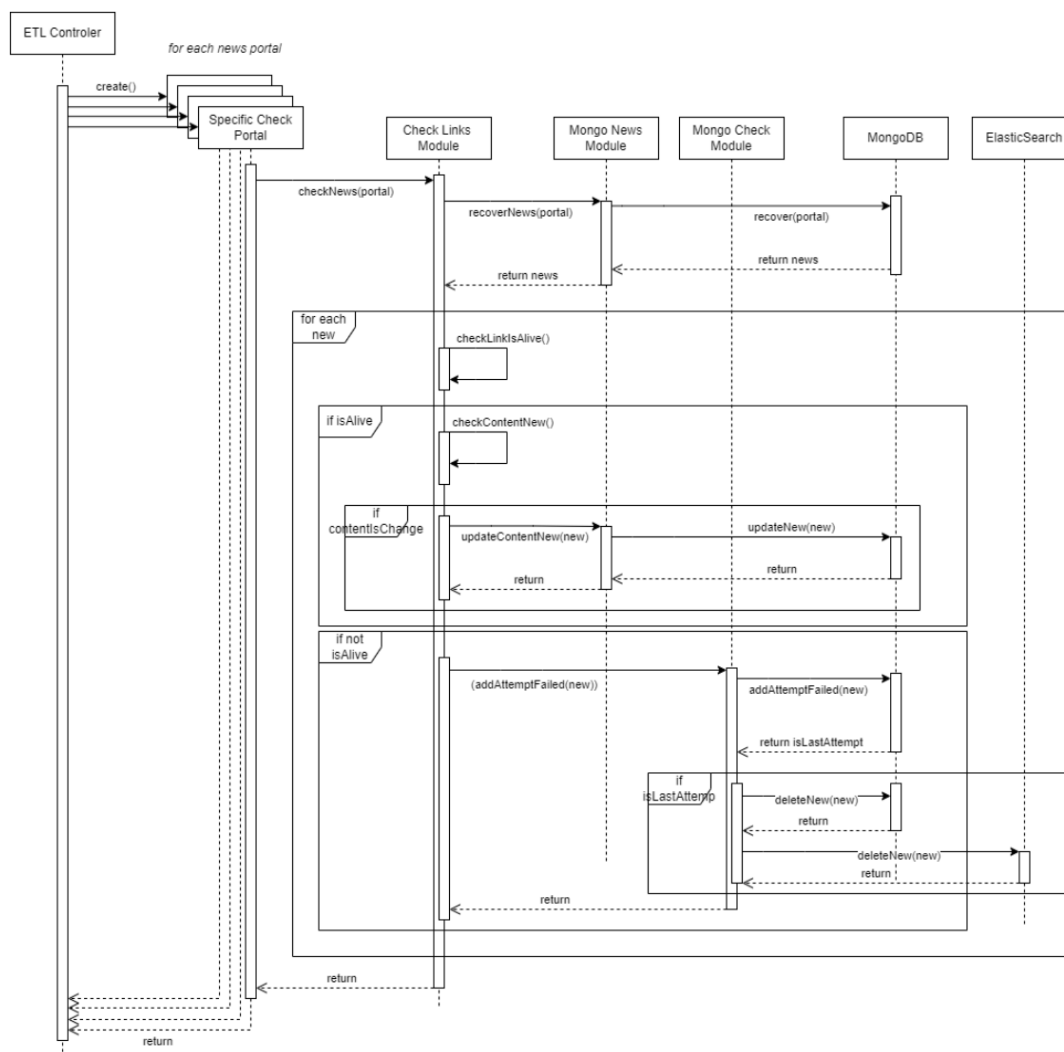 ETL Controler
for each news portal
create()
Specific Check
Portal
Check Links
Module
Mongo News
Module
Mongo Check
Module
MongoDB
ElasticSearch
checkNews(portal)
recoverNews(portal)
recover(portal)
return news
return news
for each
new
checkLinkIsAlive()
if isAlive
checkContentNew()
if
contentIsChange
updateContentNew(new)
updateNew(new)
return
return
if not
isAlive
(addAttemptFailed(new))
addAttemptFailed(new)
return isLastAttempt
if
isLastAttemp
deleteNew(new)
return
deleteNew(new)
return
return
return
return